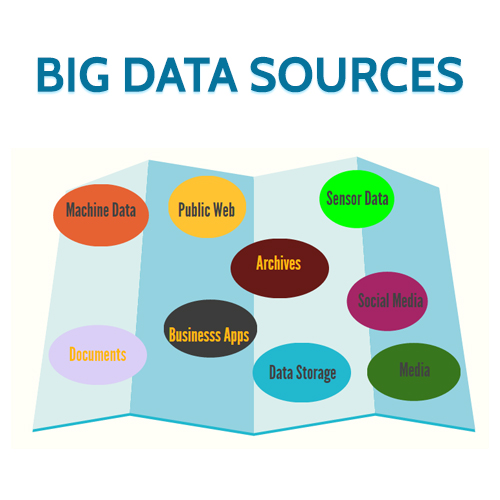 BIG DATA SOURCES
Machine Data
Public Web
Sensor Data
Archives
Social Media
Businesss Apps
Documents
Data Storage
Media